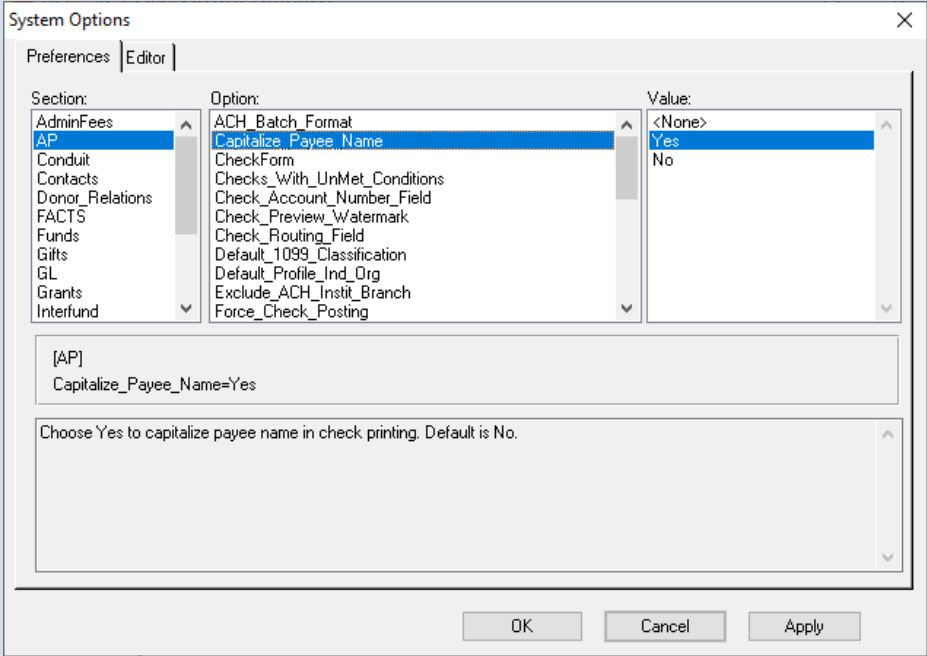 System Options
Preferences
Editor
Section:
Option:
Value:
AdminFees
AP
Conduit
Contacts
Donor_Relations
FACTS
Funds
Gifts
GL
Grants
Interfund
ACH_Batch_Format
Capitalize_Payee_Name
CheckForm
Checks_With_UnMet_Conditions
Check_Account_Number_Field
Check_Preview_Watermark
Check_Routing_Field
Default_1099_Classification
Default_Profile_Ind_Org
Exclude_ACH_Instit_Branch
Force_Check_Posting
<None>
Yes
No
[AP]
Capitalize_Payee_Name=Yes
Choose Yes to capitalize payee name in check printing. Default is No.
OK
Cancel
Apply